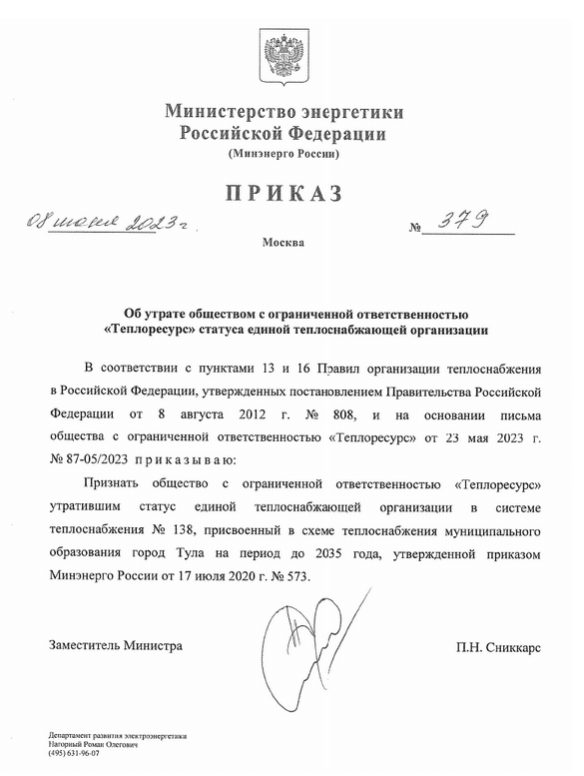 Министерство энергетики
Российской Федерации
(Минэнерго России)
ПРИКАЗ
08 июня 2023 г.
№ 379
Москва
Об утрате обществом с ограниченной ответственностью
«Теплоресурс» статуса единой теплоснабжающей организации
В соответствии с пунктами 13 и 16 Правил организации теплоснабжения
в Российской Федерации, утвержденных постановлением Правительства Российской
Федерации от 8 августа 2012 г. № 808, и на основании письма
общества с ограниченной ответственностью «Теплоресурс» от 23 мая 2023 г.
№ 87-05/2023 п р и к а з ы в а ю:
Признать общество с ограниченной ответственностью «Теплоресурс»
утратившим статус единой теплоснабжающей организации в системе
теплоснабжения № 138, присвоенный в схеме теплоснабжения муниципального
образования город Тула на период до 2035 года, утвержденной приказом
Минэнерго России от 17 июля 2020 г. № 573.
Заместитель Министра
П.Н. Сниккарс
Департамент развития электроэнергетики
Нагорный Роман Олегович
(495) 631-96-07